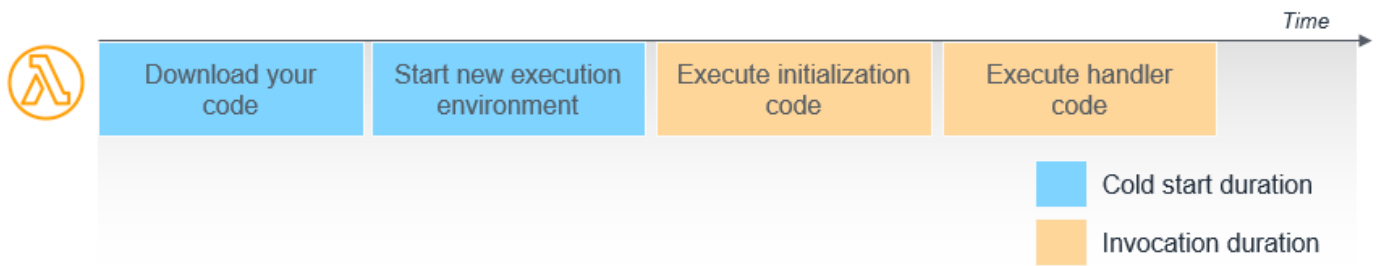 Time
Download your
code
Start new execution
environment
Execute initialization
code
Execute handler
code
Cold start duration
Invocation duration